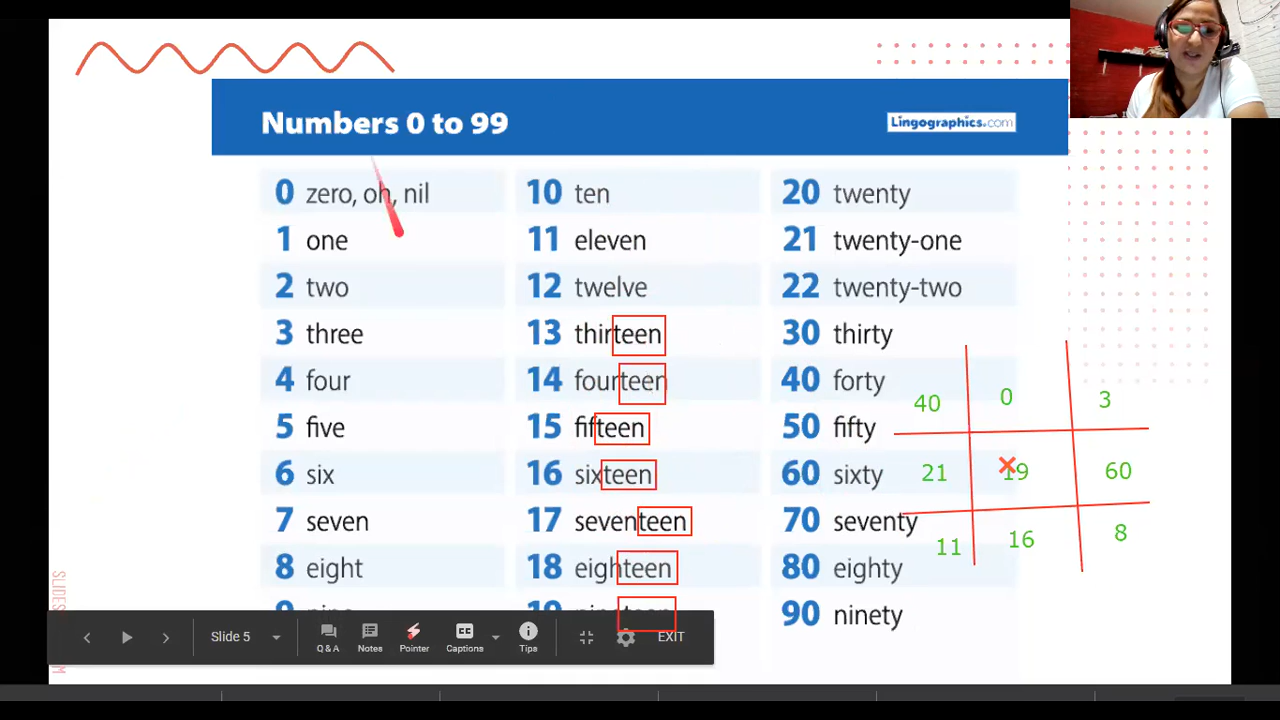 Numbers 0 to 99
Lingographics.com
0 zero, oh, nil
1 one
2 two
3 three
4 four
5 five
6 six
7 seven
8 eight
10 ten
11 eleven
12 twelve
13 thirteen
14 fourteen
15 fifteen
16 sixteen
17 seventeen
18 eighteen
20 twenty
21 twenty-one
22 twenty-two
30 thirty
40 forty
50 fifty
60 sixty
70 seventy
80 eighty
90 ninety
40 0 3
21 19 60
11 16 8
Slide 5
Q & A
Notes
Pointer
Captions
Tips
EXIT